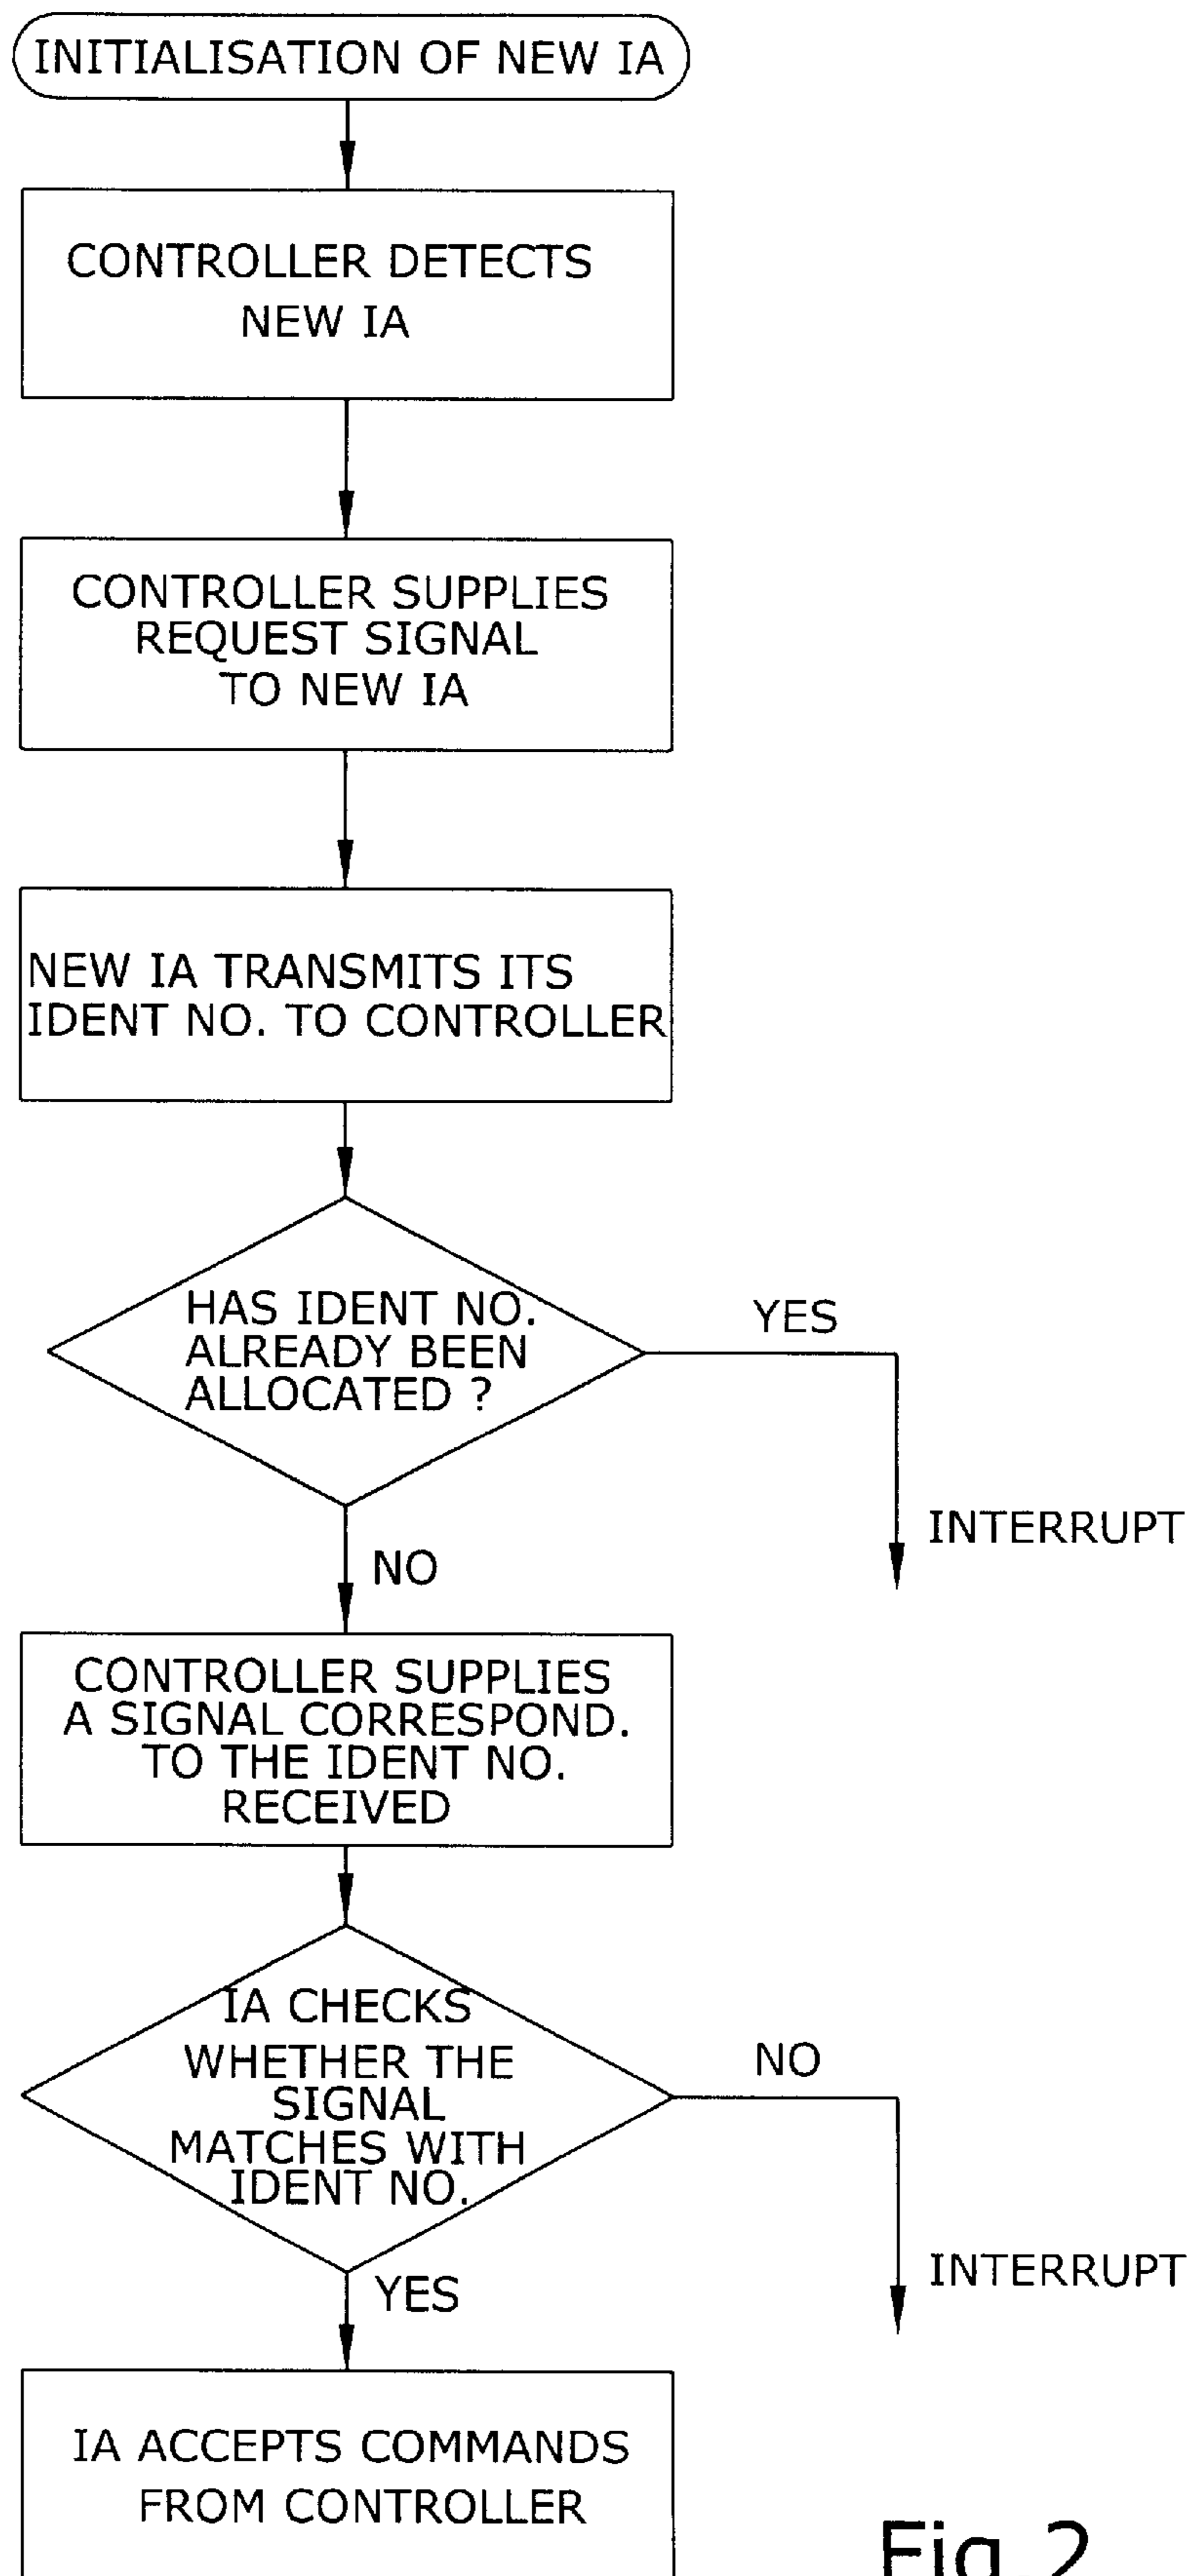 INITIALISATION OF NEW IA
CONTROLLER DETECTS
NEW IA
CONTROLLER SUPPLIES
REQUEST SIGNAL
TO NEW IA
NEW IA TRANSMITS ITS
IDENT NO. TO CONTROLLER
HAS IDENT NO.
ALREADY BEEN
ALLOCATED ?
YES
INTERRUPT
NO
CONTROLLER SUPPLIES
A SIGNAL CORRESPOND.
TO THE IDENT NO.
RECEIVED
IA CHECKS
WHETHER THE
SIGNAL
MATCHES WITH
IDENT NO.
NO
INTERRUPT
YES
IA ACCEPTS COMMANDS
FROM CONTROLLER
Fig.2